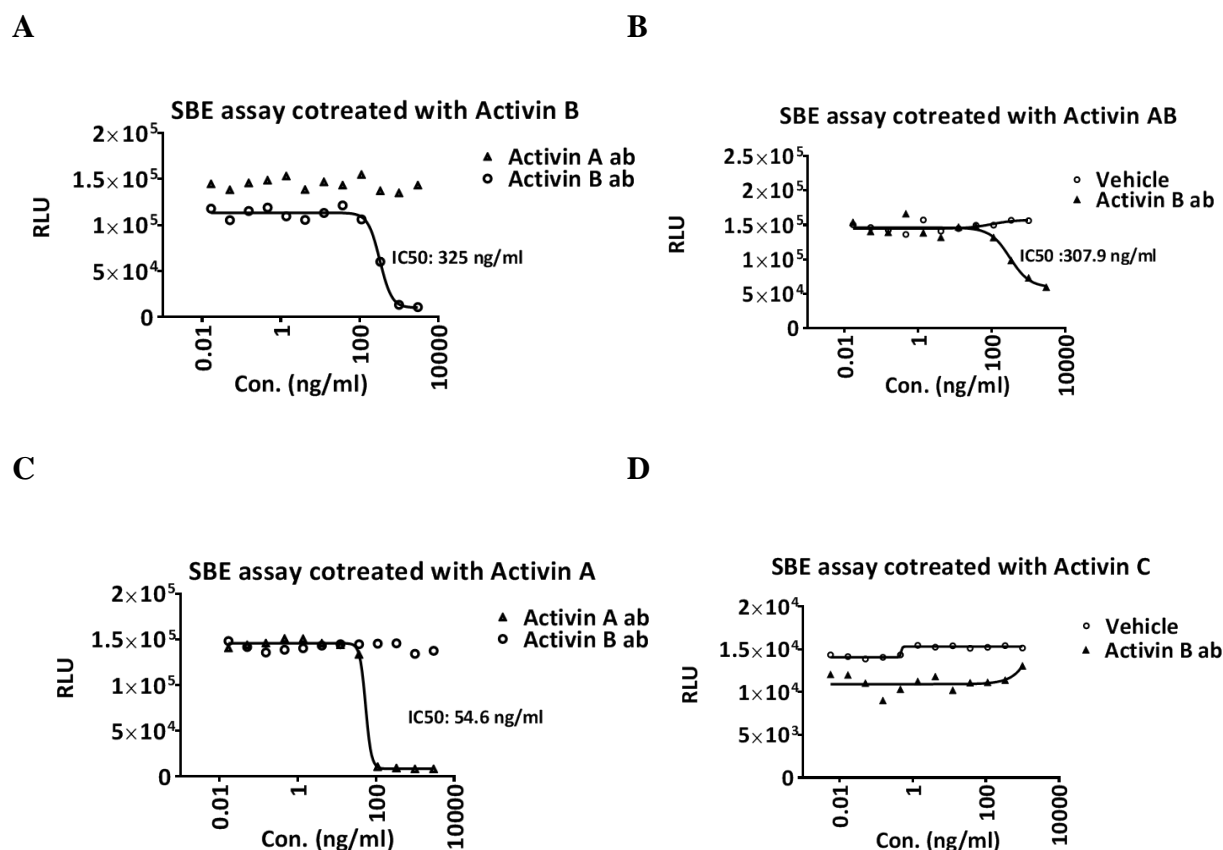 A
SBE assay cotreated with Activin B
2×10⁵
1.5×10⁵
1×10⁵
5×10⁴
0
RLU
Activin A ab
Activin B ab
IC50: 325 ng/ml
0.01
1
100
10000
Con. (ng/ml)
B
SBE assay cotreated with Activin AB
2.5×10⁵
2×10⁵
1.5×10⁵
1×10⁵
5×10⁴
0
RLU
Vehicle
Activin B ab
IC50 :307.9 ng/ml
0.01
1
100
10000
Con. (ng/ml)
C
SBE assay cotreated with Activin A
2×10⁵
1.5×10⁵
1×10⁵
5×10⁴
0
RLU
Activin A ab
Activin B ab
IC50: 54.6 ng/ml
0.01
1
100
10000
Con. (ng/ml)
D
SBE assay cotreated with Activin C
2×10⁴
1.5×10⁴
1×10⁴
5×10³
0
RLU
Vehicle
Activin B ab
0.01
1
100
10000
Con. (ng/ml)